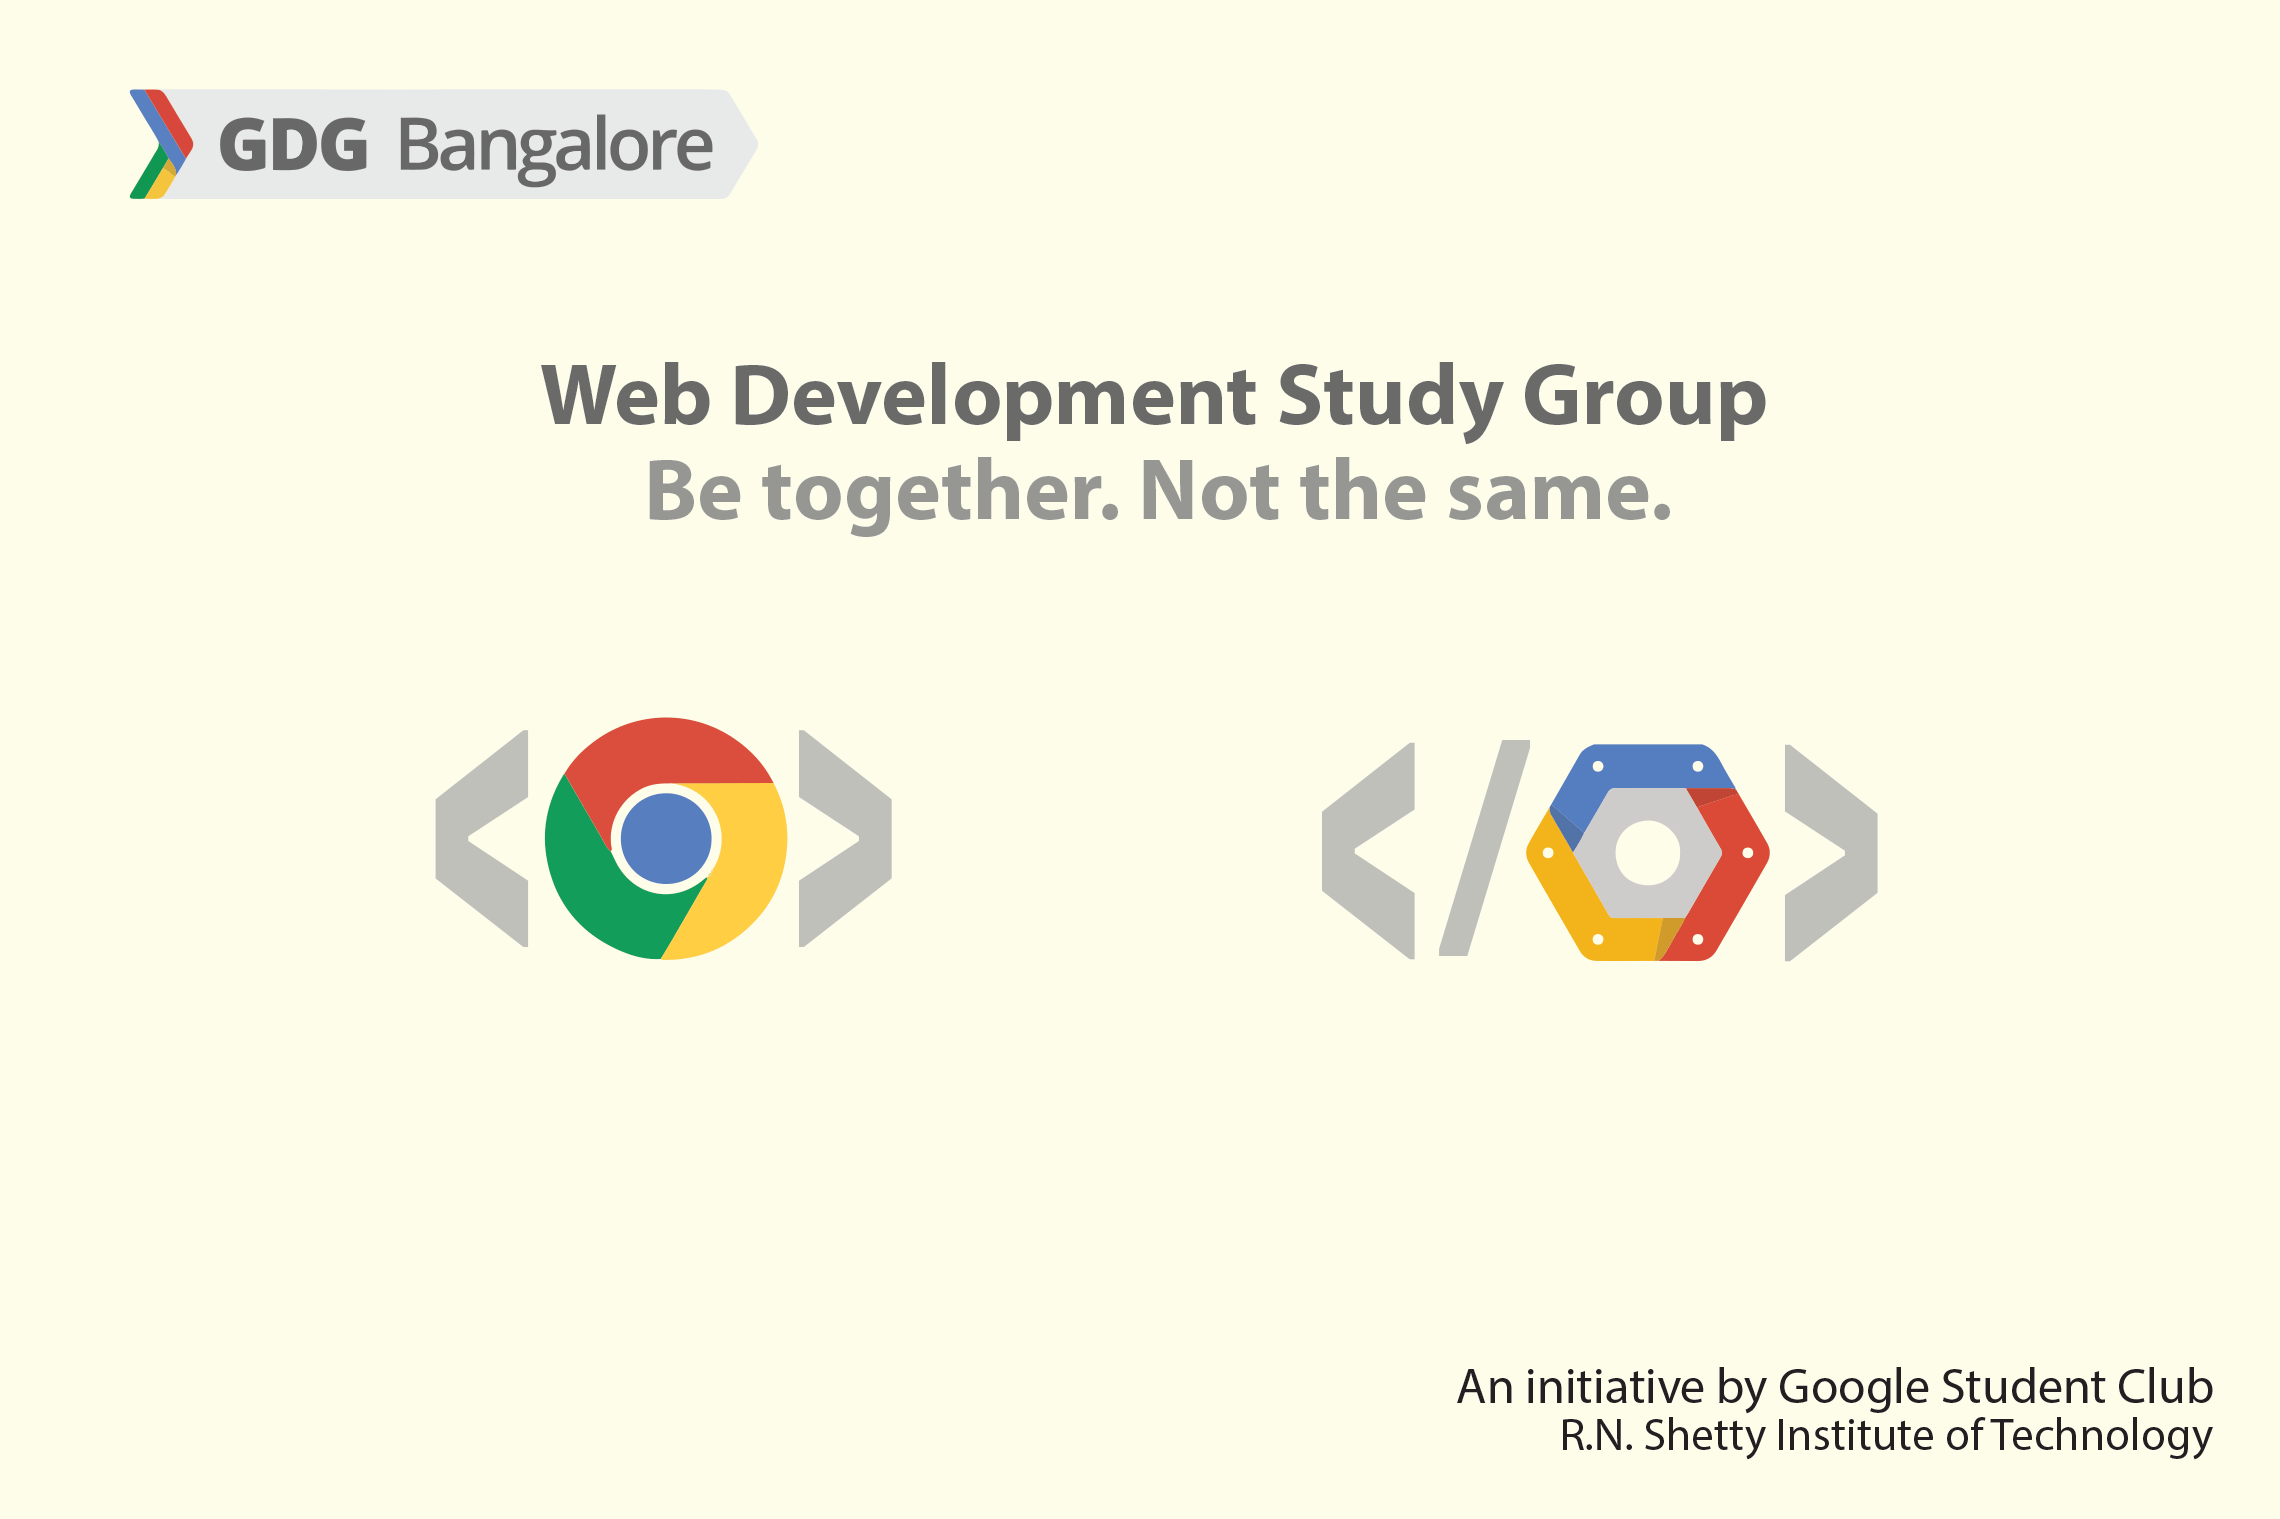 GDG Bangalore
Web Development Study Group
Be together. Not the same.
< >
</ >
An initiative by Google Student Club
R.N. Shetty Institute of Technology